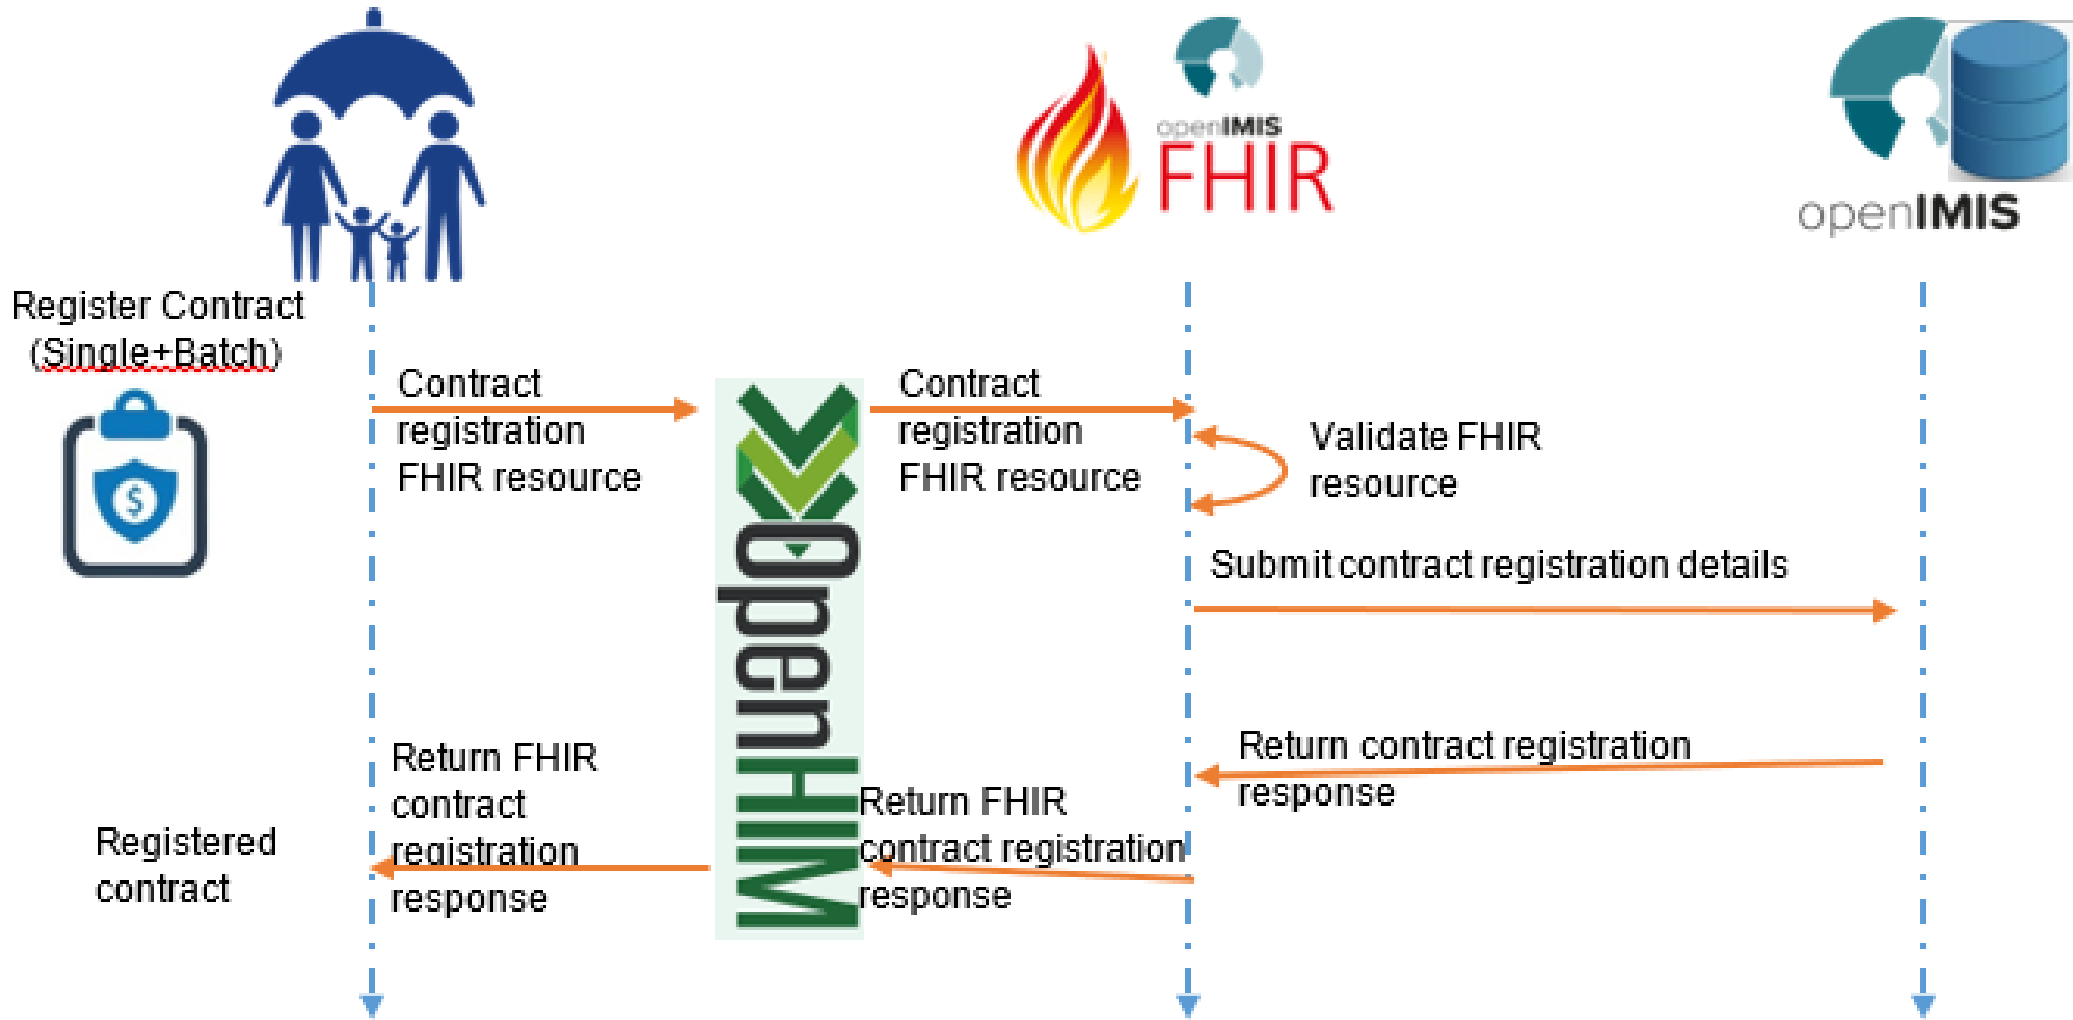 openIMIS
FHIR
openIMIS
Register Contract
(Single+Batch)
$
Contract
registration
FHIR resource
OpenHIM
Contract
registration
FHIR resource
Validate FHIR
resource
Submit contract registration details
Return contract registration
response
Return FHIR
contract registration
response
Return FHIR
contract
registration
response
Registered
contract